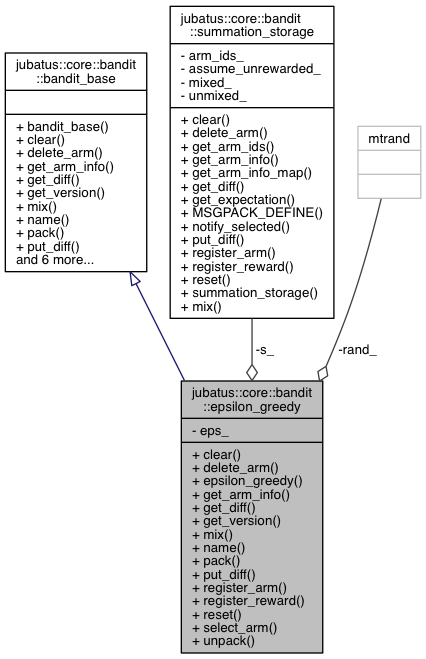 jubatus::core::bandit
::summation_storage
- arm_ids_
- assume_unrewarded_
- mixed_
- unmixed_
+ clear()
+ delete_arm()
+ get_arm_ids()
+ get_arm_info()
+ get_arm_info_map()
+ get_diff()
+ get_expectation()
+ MSGPACK_DEFINE()
+ notify_selected()
+ put_diff()
+ register_arm()
+ register_reward()
+ reset()
+ summation_storage()
+ mix()
jubatus::core::bandit
::bandit_base
+ bandit_base()
+ clear()
+ delete_arm()
+ get_arm_info()
+ get_diff()
+ get_version()
+ mix()
+ name()
+ pack()
+ put_diff()
and 6 more...
mtrand
-s_
-rand_
jubatus::core::bandit
::epsilon_greedy
- eps_
+ clear()
+ delete_arm()
+ epsilon_greedy()
+ get_arm_info()
+ get_diff()
+ get_version()
+ mix()
+ name()
+ pack()
+ put_diff()
+ register_arm()
+ register_reward()
+ reset()
+ select_arm()
+ unpack()